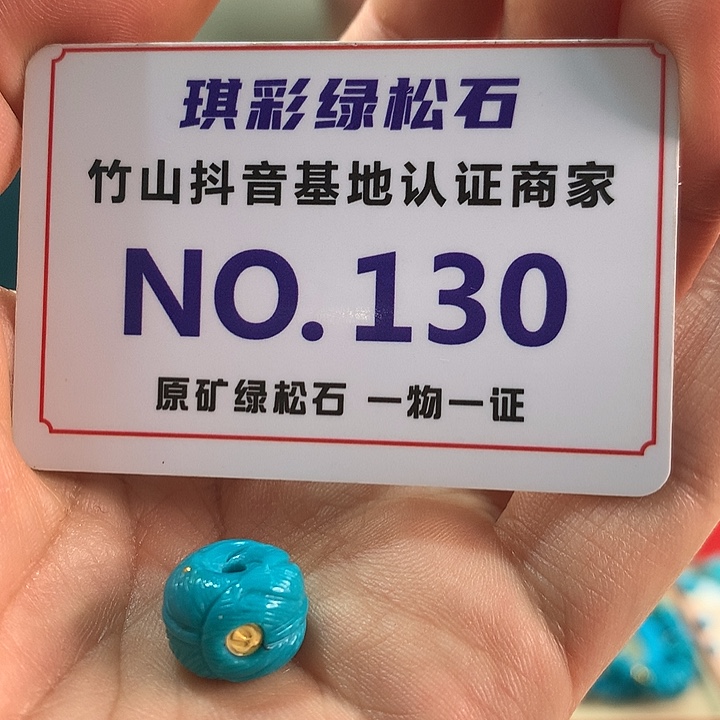 琪彩绿松石
竹山抖音基地认证商家
NO.130
原矿绿松石 一物一证